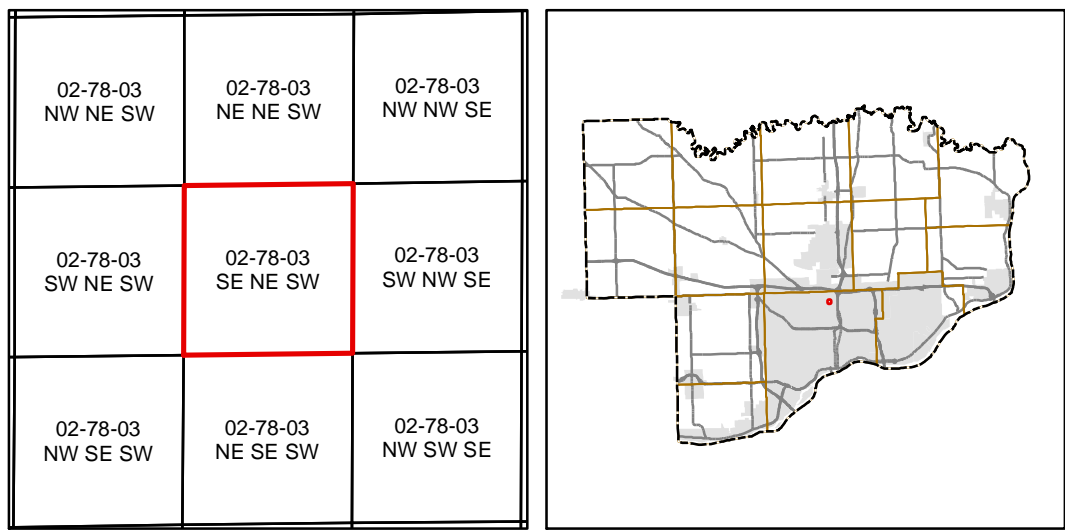 02-78-03
NW NE SW
02-78-03
NE NE SW
02-78-03
NW NW SE
02-78-03
SW NE SW
02-78-03
SE NE SW
02-78-03
SW NW SE
02-78-03
NW SE SW
02-78-03
NE SE SW
02-78-03
NW SW SE